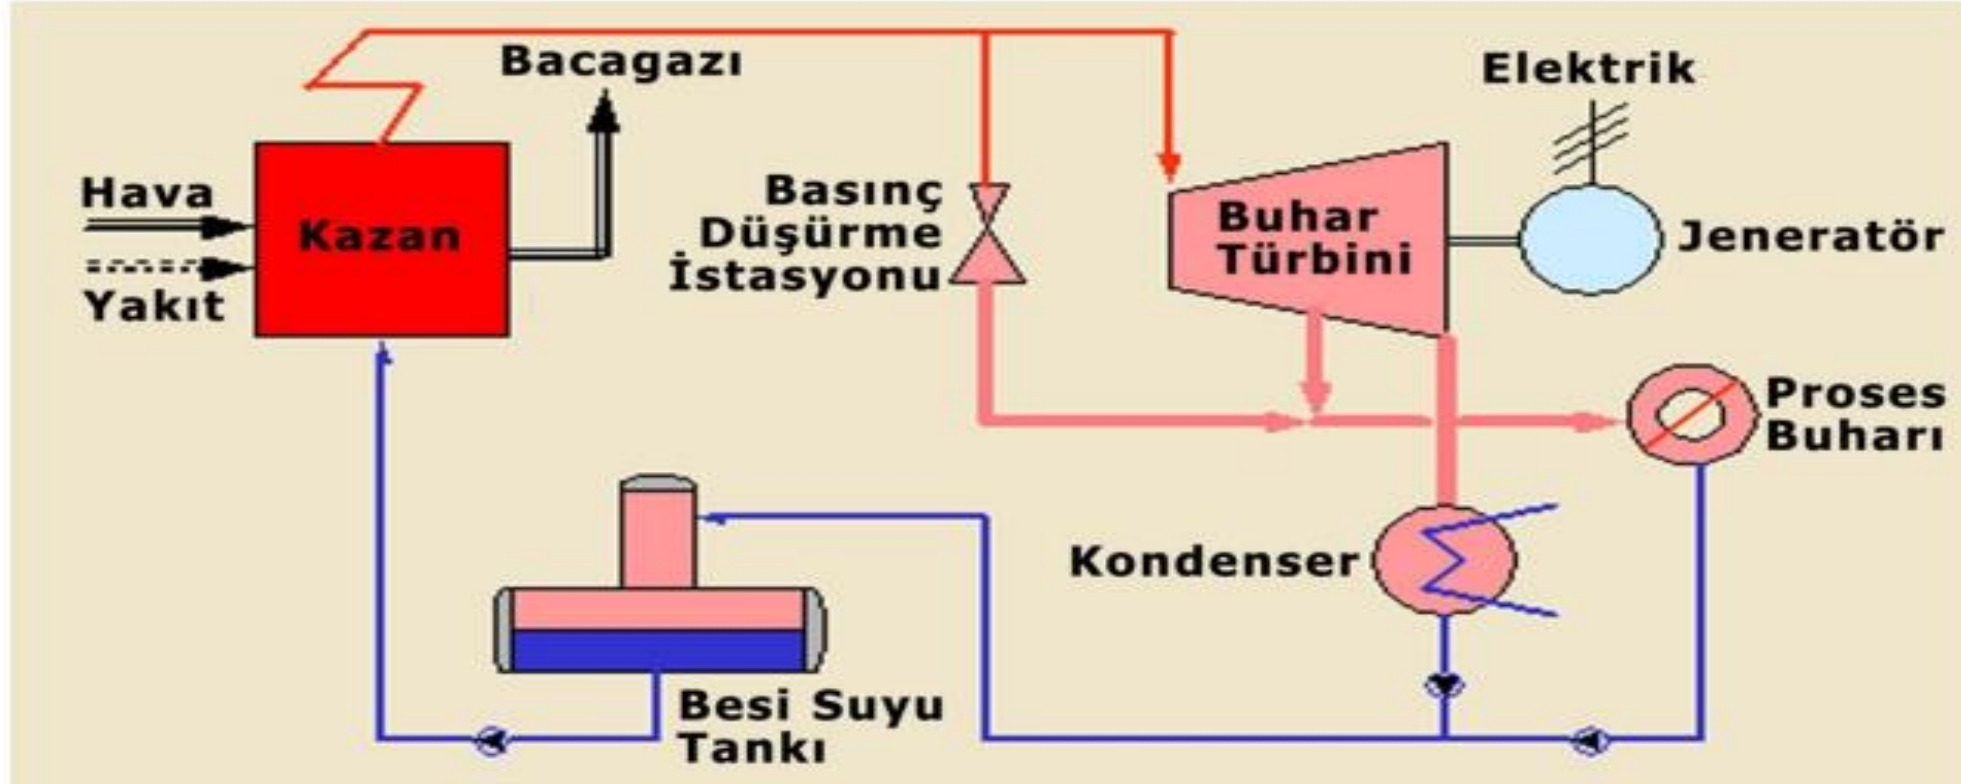 Bacagazı
Elektrik
Hava
Kazan
Yakıt
Basınç
Düşürme
İstasyonu
Buhar
Türbini
Jeneratör
Proses
Buharı
Kondenser
Besi Suyu
Tankı